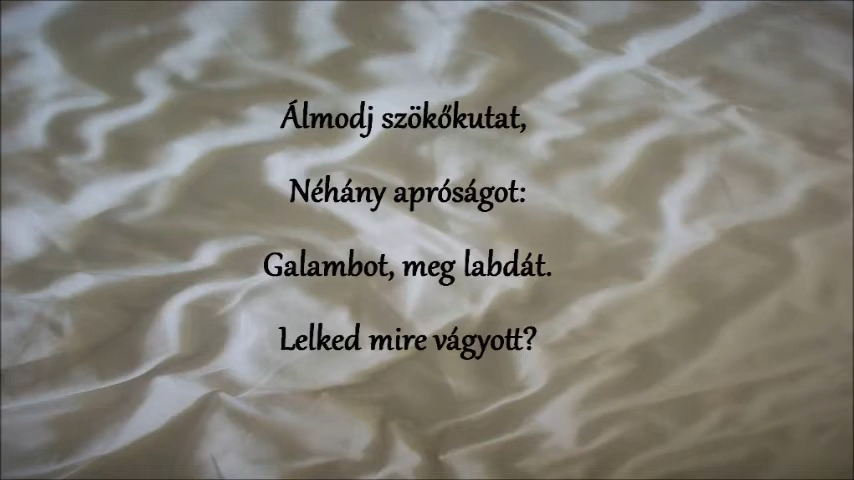 Álmodj szökőkutat,
Néhány apróságot:
Galambot, meg labdát.
Lelked mire vágyott?